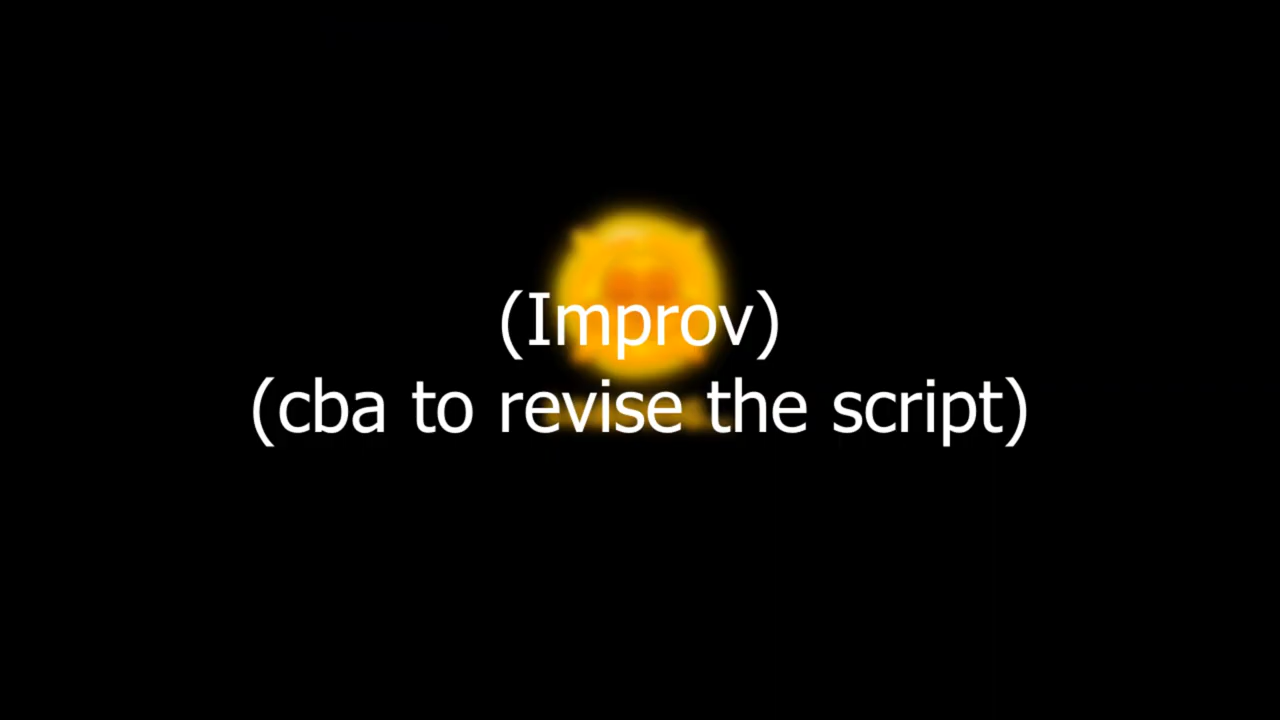 (Improv)
(cba to revise the script)